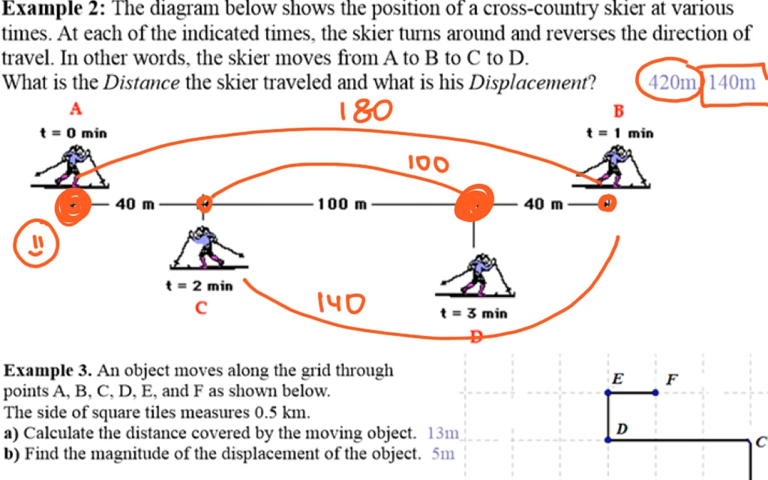 Example 2: The diagram below shows the position of a cross-country skier at various
times. At each of the indicated times, the skier turns around and reverses the direction of
travel. In other words, the skier moves from A to B to C to D.
What is the Distance the skier traveled and what is his Displacement? 420m, 140m
A 180 B
t = 0 min t = 1 min
100
40 m 100 m 40 m
t = 2 min
C 140 t = 3 min
D
Example 3. An object moves along the grid through
points A, B, C, D, E, and F as shown below.
The side of square tiles measures 0.5 km.
a) Calculate the distance covered by the moving object. 13m
b) Find the magnitude of the displacement of the object. 5m
E F
D
C